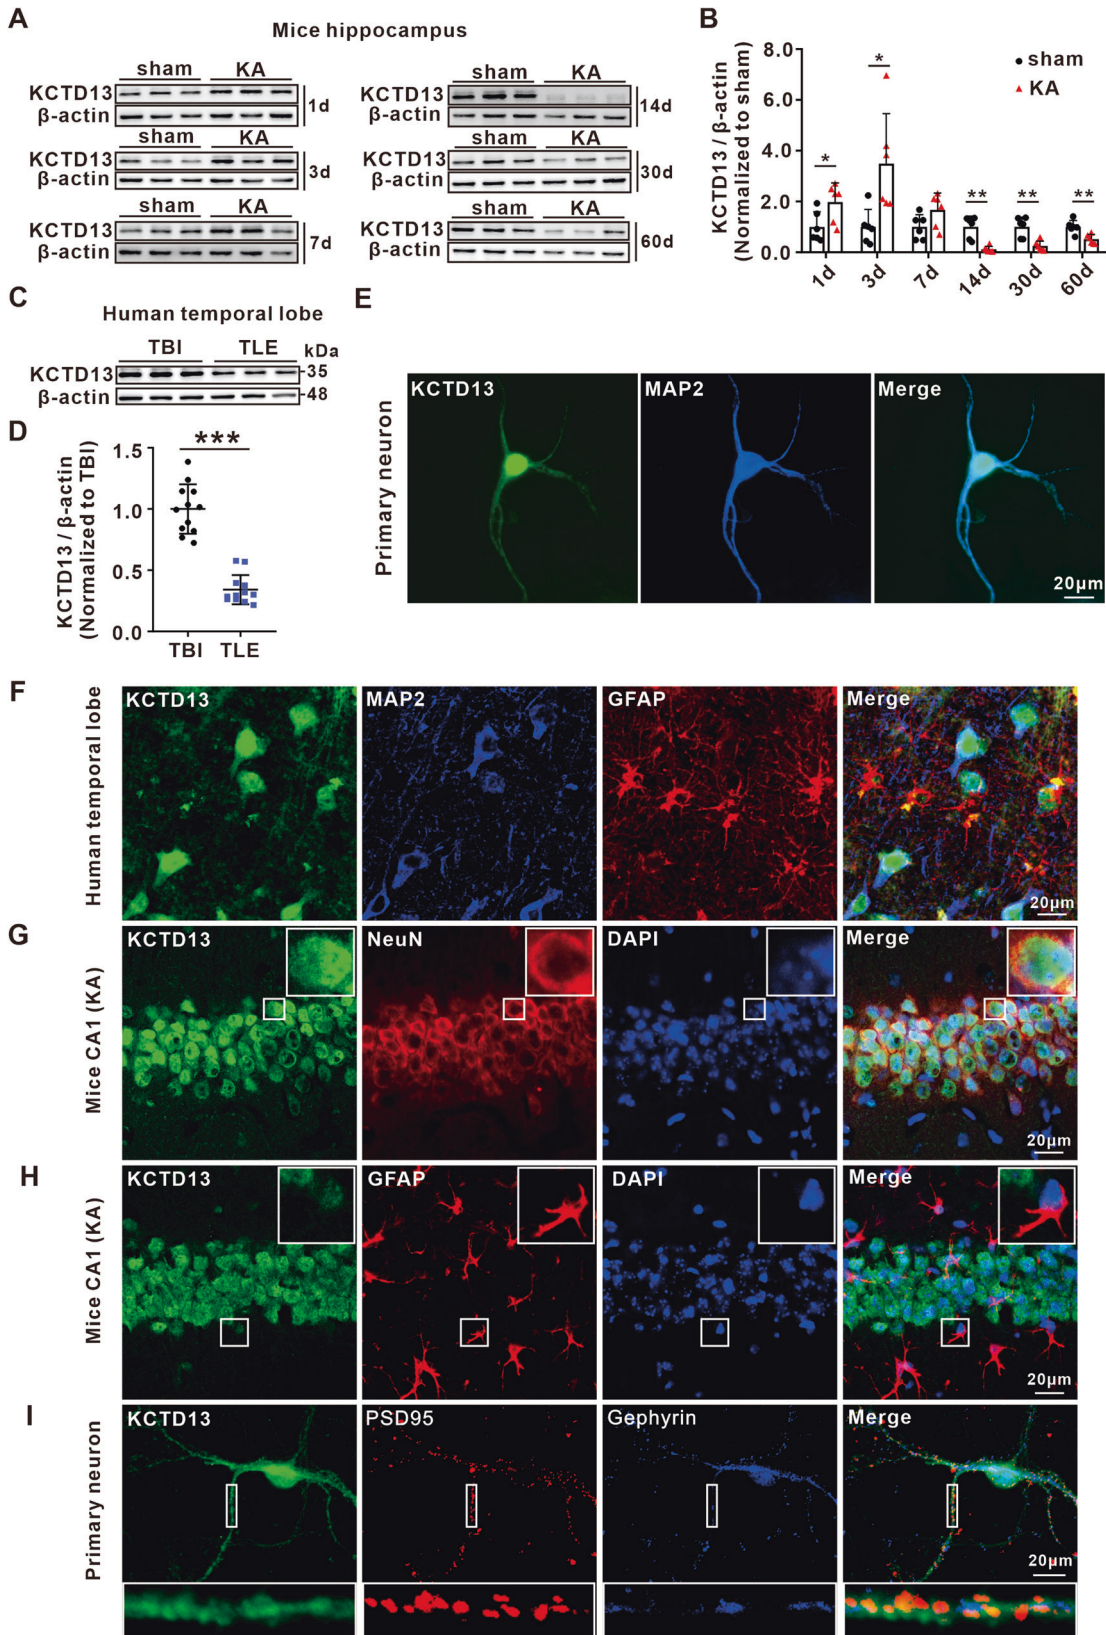 A
Mice hippocampus
sham KA
KCTD13
β-actin
1d
sham KA
KCTD13
β-actin
3d
sham KA
KCTD13
β-actin
7d
sham KA
KCTD13
β-actin
14d
sham KA
KCTD13
β-actin
30d
sham KA
KCTD13
β-actin
60d
B
KCTD13 / β-actin
(Normalized to sham)
8.0
6.0
4.0
2.0
0.0
* * ** ** **
sham
KA
1d 3d 7d 14d 30d 60d
C
Human temporal lobe
TBI TLE kDa
KCTD13 -35
β-actin -48
D
KCTD13 / β-actin
(Normalized to TBI)
1.5
1.0
0.5
0.0
***
TBI TLE
E
Primary neuron
KCTD13 MAP2 Merge
20μm
F
Human temporal lobe
KCTD13 MAP2 GFAP Merge
20μm
G
Mice CA1 (KA)
KCTD13 NeuN DAPI Merge
20μm
H
Mice CA1 (KA)
KCTD13 GFAP DAPI Merge
20μm
I
Primary neuron
KCTD13 PSD95 Gephyrin Merge
20μm